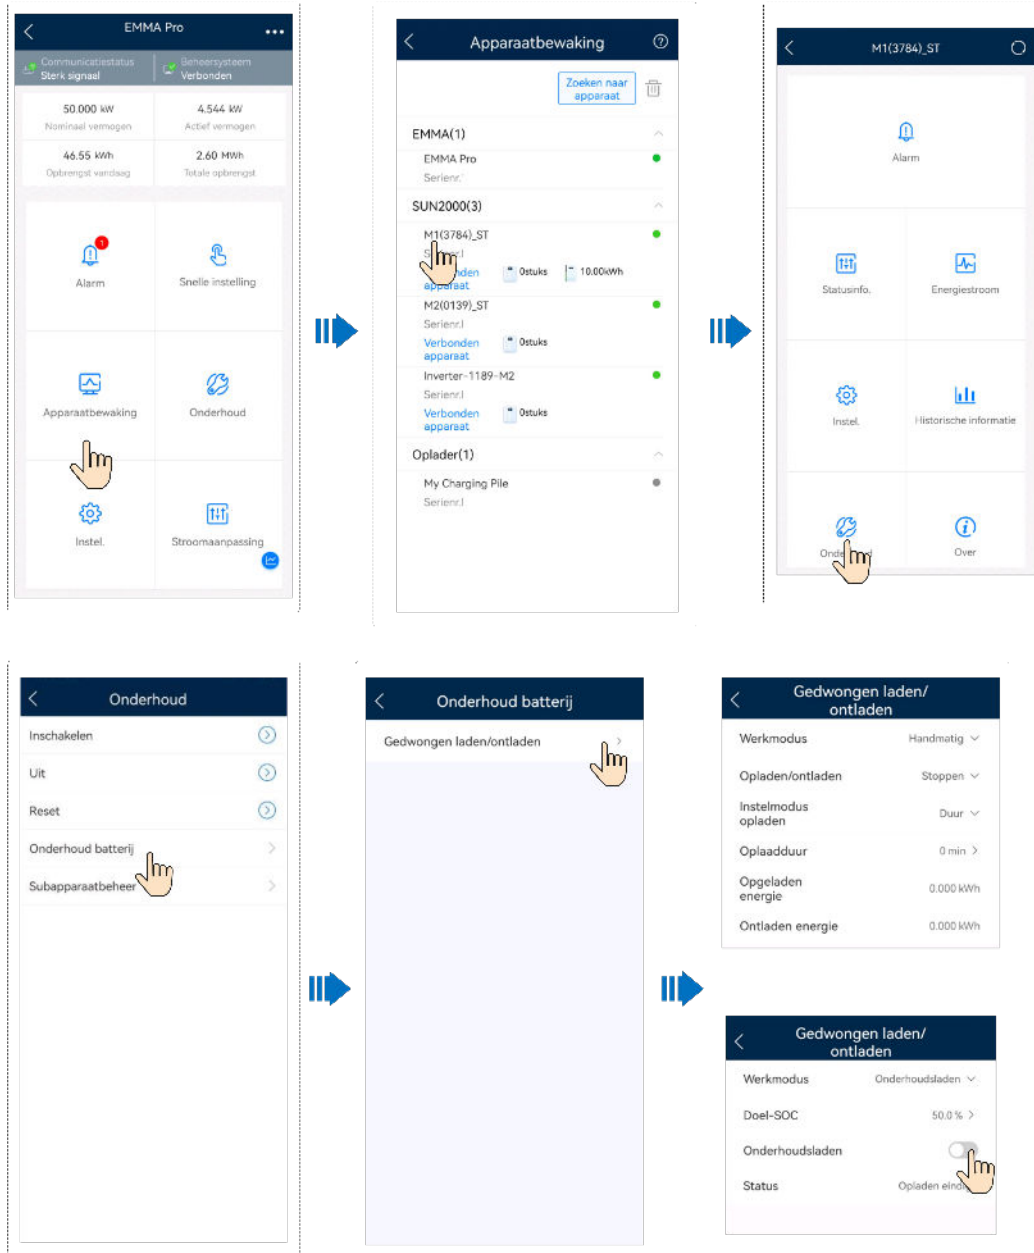 EMMA Pro
Communicatiestatus
Sterk signaal
Beheersysteem
Verbonden
50.000 kW
Nominaal vermogen
4.544 kW
Actief vermogen
46.55 kWh
Opbrengst vandaag
2.60 MWh
Totale opbrengst
1
Alarm
Snelle instelling
Apparaatbewaking
Onderhoud
Instel.
Stroomaanpassing
Apparaatbewaking
Zoeken naar
apparaat
EMMA(1)
EMMA Pro
Serienr.
SUN2000(3)
M1(3784)_ST
0stuks
10.00kWh
apparaat
M2(0139)_ST
Serienr.I
Verbonden
apparaat
0stuks
Inverter-1189-M2
Serienr.I
Verbonden
apparaat
0stuks
Oplader(1)
My Charging Pile
Serienr.I
M1(3784)_ST
Alarm
Statusinfo.
Energiestroom
Instel.
Historische informatie
Over
Onderhoud
Inschakelen
Uit
Reset
Onderhoud batterij
Subapparaatbeheer
Onderhoud batterij
Gedwongen laden/ontladen
Gedwongen laden/
ontladen
Werkmodus
Handmatig
Opladen/ontladen
Stoppen
Instelmodus
opladen
Duur
Oplaadduur
0 min
Opgeladen
energie
0.000 kWh
Ontladen energie
0.000 kWh
Gedwongen laden/
ontladen
Werkmodus
Onderhoudsladen
Doel-SOC
50.0 %
Onderhoudsladen
Status
Opladen